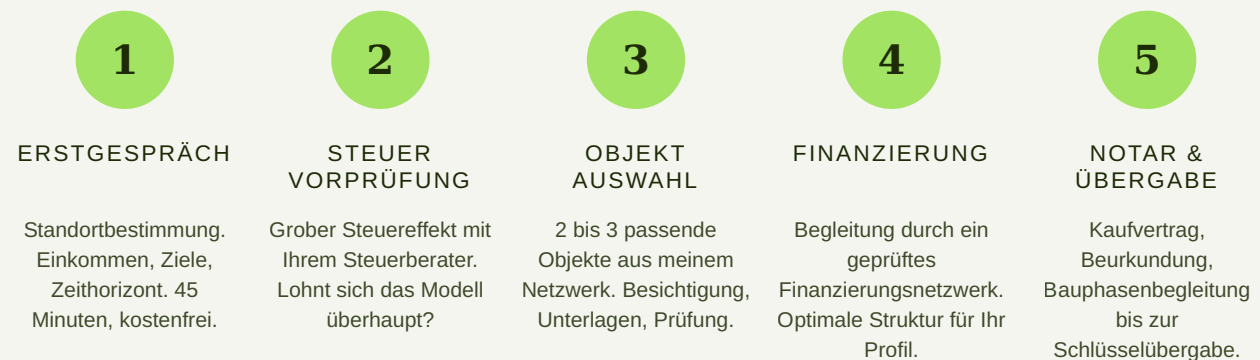 1
ERSTGESPRÄCH
Standortbestimmung.
Einkommen, Ziele,
Zeithorizont. 45
Minuten, kostenfrei.
2
STEUER
VORPRÜFUNG
Grober Steuereffekt mit
Ihrem Steuerberater.
Lohnt sich das Modell
überhaupt?
3
OBJEKT
AUSWAHL
2 bis 3 passende
Objekte aus meinem
Netzwerk. Besichtigung,
Unterlagen, Prüfung.
4
FINANZIERUNG
Begleitung durch ein
geprüftes
Finanzierungsnetzwerk.
Optimale Struktur für Ihr
Profil.
5
NOTAR &
ÜBERGABE
Kaufvertrag,
Beurkundung,
Bauphasenbegleitung
bis zur
Schlüsselübergabe.